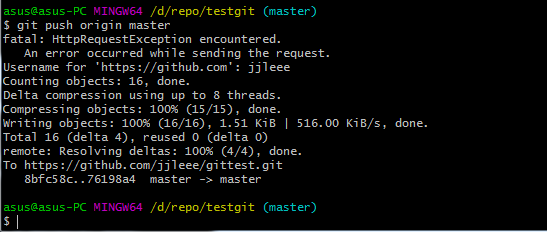 asus@asus-PC MINGW64 /d/repo/testgit (master)
$ git push origin master
fatal: HttpRequestException encountered.
   An error occurred while sending the request.
Username for 'https://github.com': jjleee
Counting objects: 16, done.
Delta compression using up to 8 threads.
Compressing objects: 100% (15/15), done.
Writing objects: 100% (16/16), 1.51 KiB | 516.00 KiB/s, done.
Total 16 (delta 4), reused 0 (delta 0)
remote: Resolving deltas: 100% (4/4), done.
To https://github.com/jjleee/gittest.git
   8bfc58c..76198a4  master -> master
asus@asus-PC MINGW64 /d/repo/testgit (master)
$